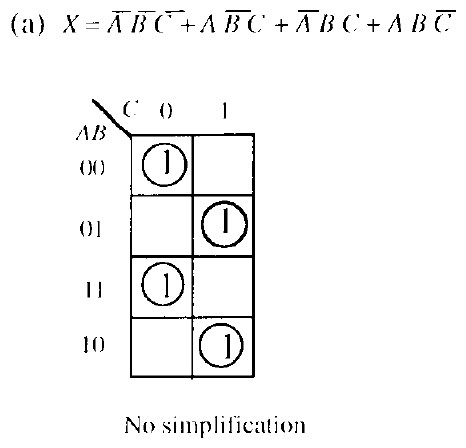 (a) X = A̅ B̅ C̅ + A B̅ C + A̅ B C + A B C̅
C 0 1
AB
00 1
01 1
11 1
10 1
No simplification